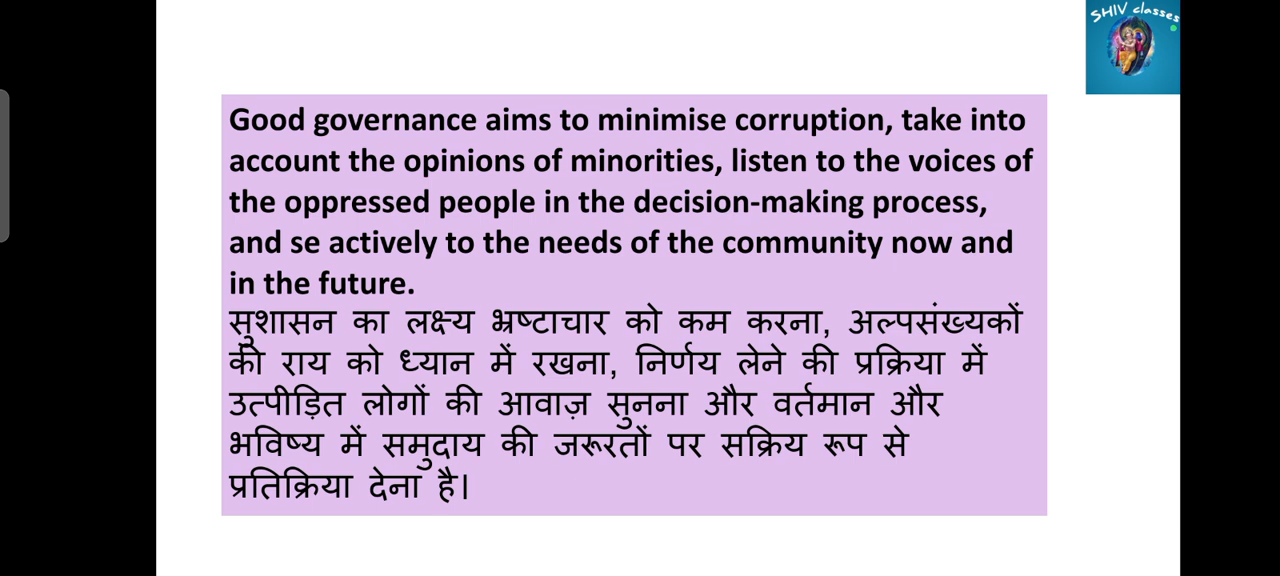 SHIV classes
Good governance aims to minimise corruption, take into
account the opinions of minorities, listen to the voices of
the oppressed people in the decision-making process,
and se actively to the needs of the community now and
in the future.
सुशासन का लक्ष्य भ्रष्टाचार को कम करना, अल्पसंख्यकों
की राय को ध्यान में रखना, निर्णय लेने की प्रक्रिया में
उत्पीड़ित लोगों की आवाज़ सुनना और वर्तमान और
भविष्य में समुदाय की जरूरतों पर सक्रिय रूप से
प्रतिक्रिया देना है।